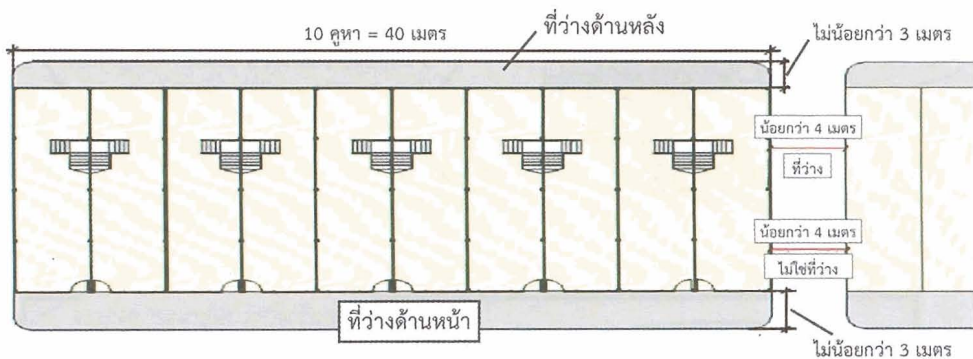 10 คูหา = 40 เมตร
ที่ว่างด้านหลัง
ไม่น้อยกว่า 3 เมตร
น้อยกว่า 4 เมตร
ที่ว่าง
น้อยกว่า 4 เมตร
ไม่ใช่ที่ว่าง
ที่ว่างด้านหน้า
ไม่น้อยกว่า 3 เมตร